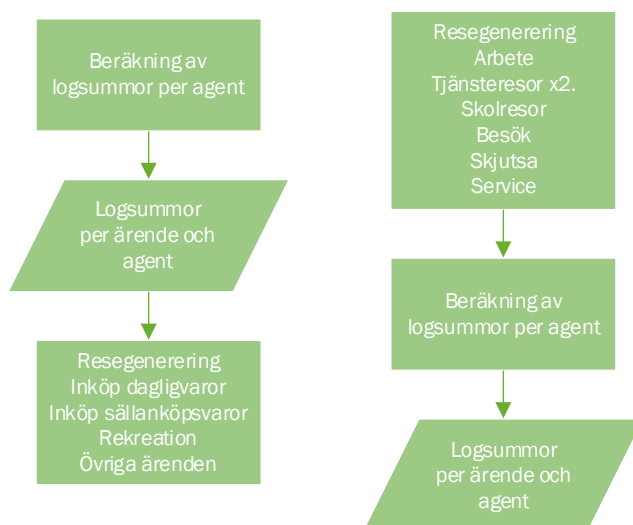 Beräkning av
logsummor per agent
Logsummor
per ärende och
agent
Resegenerering
Inköp dagligvaror
Inköp sällanköpsvaror
Rekreation
Övriga ärenden
Resegenerering
Arbete
Tjänsteresor x2.
Skolresor
Besök
Skjutsa
Service
Beräkning av
logsummor per agent
Logsummor
per ärende och
agent